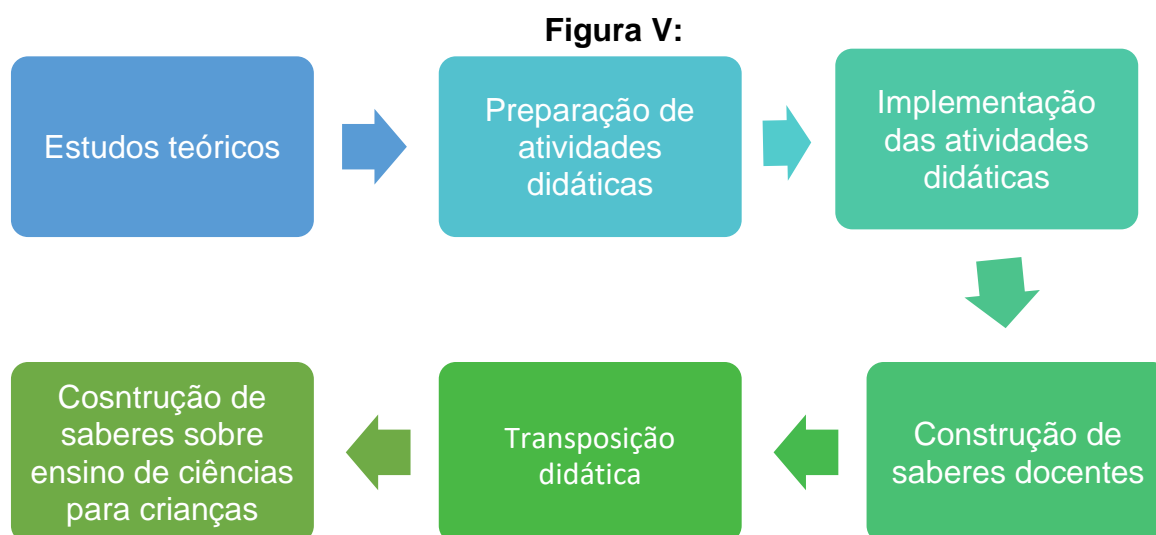 Figura V:
Estudos teóricos
Preparação de
atividades
didáticas
Implementação
das atividades
didáticas
Construção de
saberes docentes
Transposição
didática
Cosntrução de
saberes sobre
ensino de ciências
para crianças